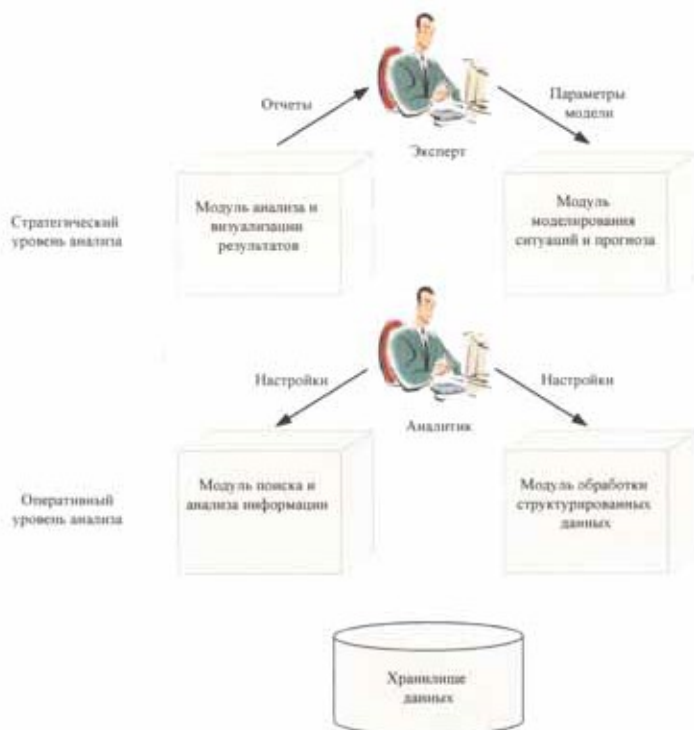 Отчеты
Параметры
модели
Эксперт
Стратегический
уровень анализа
Модуль анализа и
визуализации
результатов
Модуль
моделирования
ситуаций и прогноза
Настройки
Настройки
Аналитик
Оперативный
уровень анализа
Модуль поиска и
анализа информации
Модуль обработки
структурированных
данных
Хранилище
данных